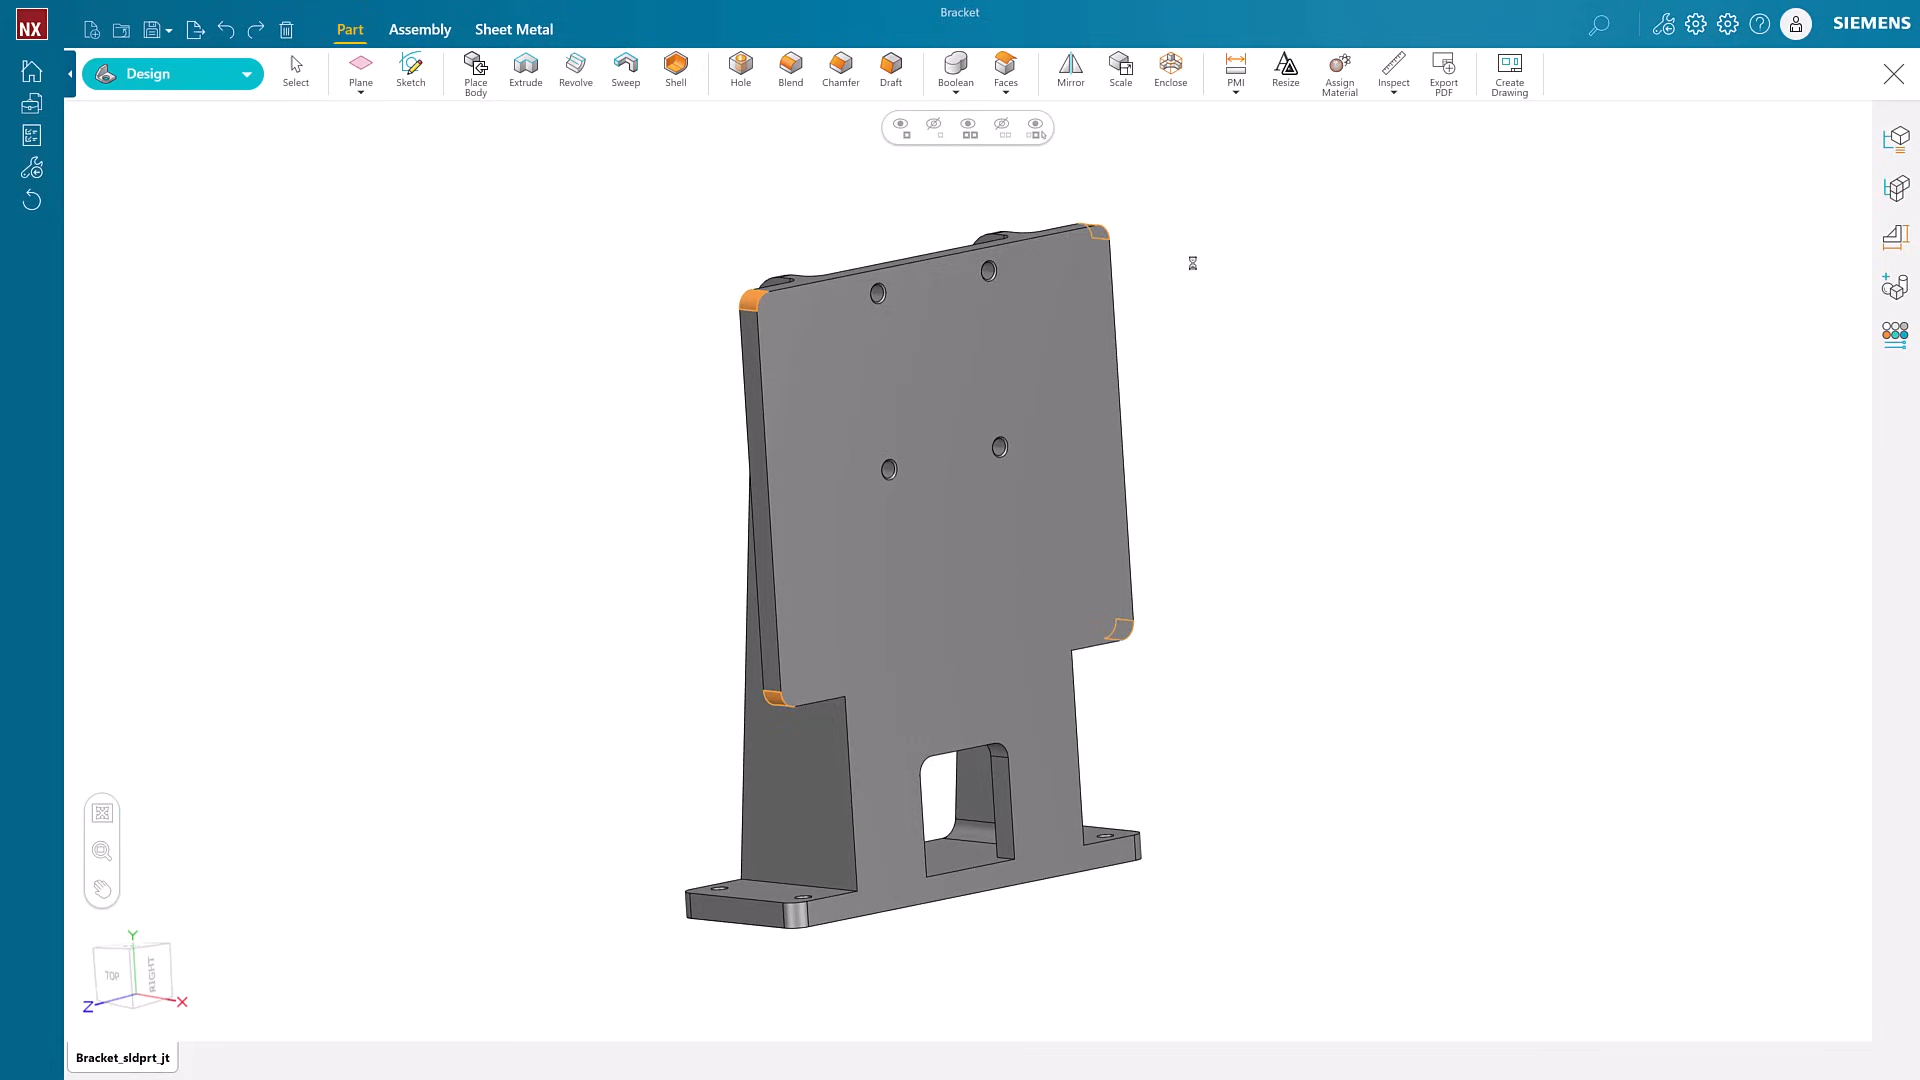 Bracket
NX
Part
Assembly
Sheet Metal
SIEMENS
Design
Select
Plane
Sketch
Place
Body
Extrude
Revolve
Sweep
Shell
Hole
Blend
Chamfer
Draft
Boolean
Faces
Mirror
Scale
Enclose
PMI
Resize
Assign
Material
Inspect
Export
PDF
Create
Drawing
Y
TOP
RIGHT
Z
X
Bracket_sldprt_jt